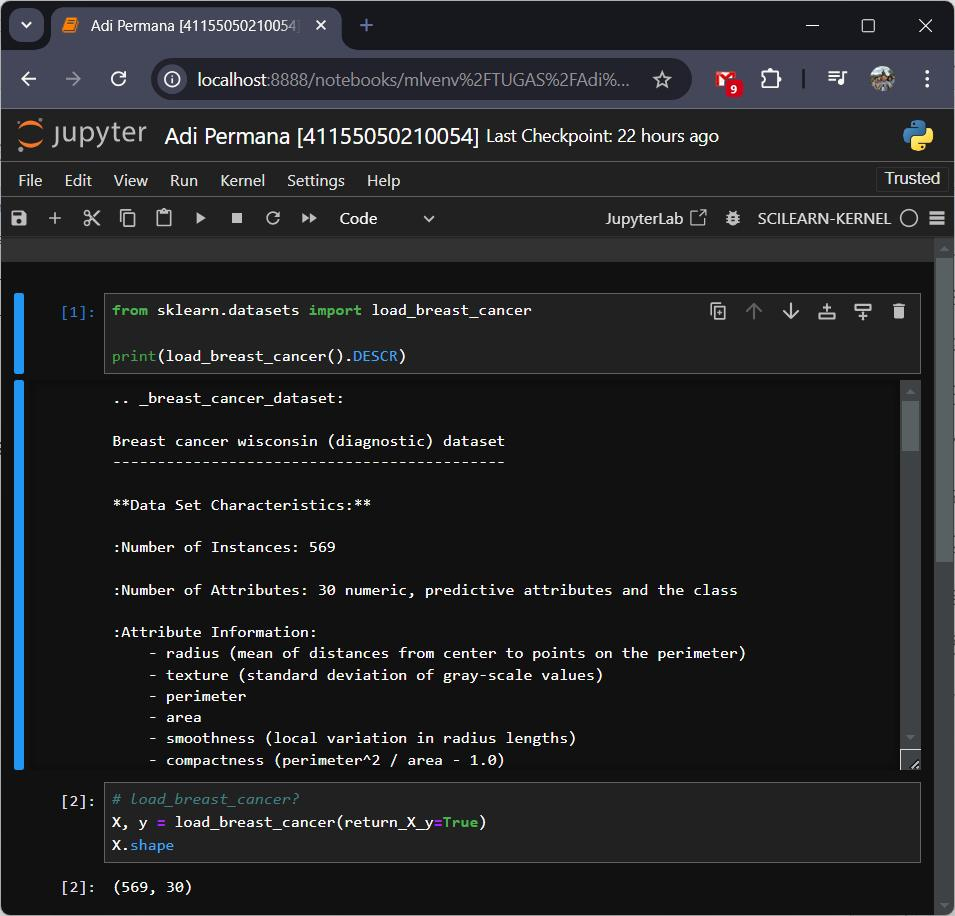 Adi Permana [41155050210054]
localhost:8888/notebooks/mlvenv%2FTUGAS%2FAdi%...
9
jupyter Adi Permana [41155050210054] Last Checkpoint: 22 hours ago
File Edit View Run Kernel Settings Help Trusted
Code JupyterLab SCILEARN-KERNEL
[1]: from sklearn.datasets import load_breast_cancer
print(load_breast_cancer().DESCR)
.. _breast_cancer_dataset:
Breast cancer wisconsin (diagnostic) dataset
--------------------------------------------
**Data Set Characteristics:**
:Number of Instances: 569
:Number of Attributes: 30 numeric, predictive attributes and the class
:Attribute Information:
- radius (mean of distances from center to points on the perimeter)
- texture (standard deviation of gray-scale values)
- perimeter
- area
- smoothness (local variation in radius lengths)
- compactness (perimeter^2 / area - 1.0)
[2]: # load_breast_cancer?
X, y = load_breast_cancer(return_X_y=True)
X.shape
[2]: (569, 30)